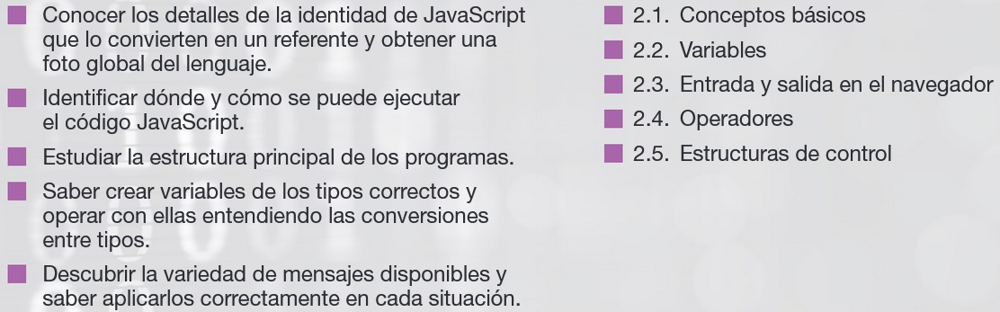 Conocer los detalles de la identidad de JavaScript
que lo convierten en un referente y obtener una
foto global del lenguaje.
Identificar dónde y cómo se puede ejecutar
el código JavaScript.
Estudiar la estructura principal de los programas.
Saber crear variables de los tipos correctos y
operar con ellas entendiendo las conversiones
entre tipos.
Descubrir la variedad de mensajes disponibles y
saber aplicarlos correctamente en cada situación.
2.1. Conceptos básicos
2.2. Variables
2.3. Entrada y salida en el navegador
2.4. Operadores
2.5. Estructuras de control